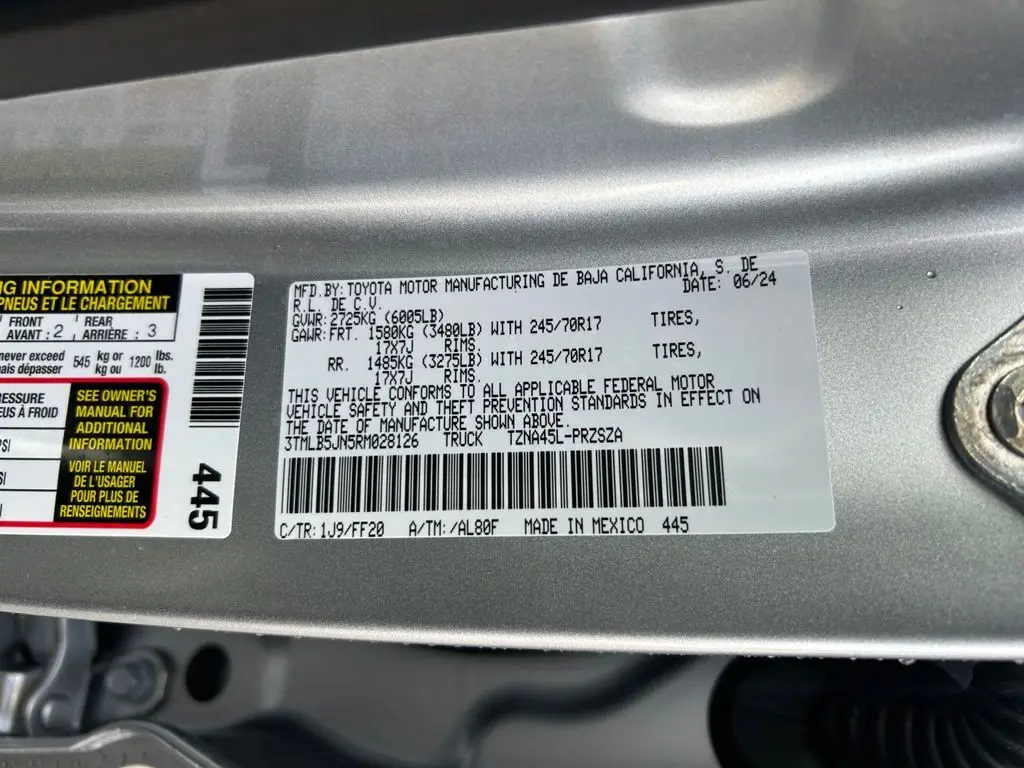 NG INFORMATION
PNEUS ET LE CHARGEMENT
FRONT
AVANT : 2
REAR
ARRIÈRE : 3
never exceed 545 kg or 1200 lbs.
mais dépasser kg ou lb.
PRESSURE
EUS À FROID
PSI
SI
SEE OWNER'S
MANUAL FOR
ADDITIONAL
INFORMATION
VOIR LE MANUEL
DE L'USAGER
POUR PLUS DE
RENSEIGNEMENTS
445
MFD.BY:TOYOTA MOTOR MANUFACTURING DE BAJA CALIFORNIA, S. DE
R.L. DE C.V. DATE: 06/24
GVWR:2725KG (6005LB)
GAWR:FRT. 1580KG (3480LB) WITH 245/70R17 TIRES,
17X7J RIMS.
RR. 1485KG (3275LB) WITH 245/70R17 TIRES,
17X7J RIMS.
THIS VEHICLE CONFORMS TO ALL APPLICABLE FEDERAL MOTOR
VEHICLE SAFETY AND THEFT PREVENTION STANDARDS IN EFFECT ON
THE DATE OF MANUFACTURE SHOWN ABOVE.
3TMLB5JN5RM028126 TRUCK TZNA45L-PRZSZA
C/TR:1J9/FF20 A/TM:/AL80F MADE IN MEXICO 445